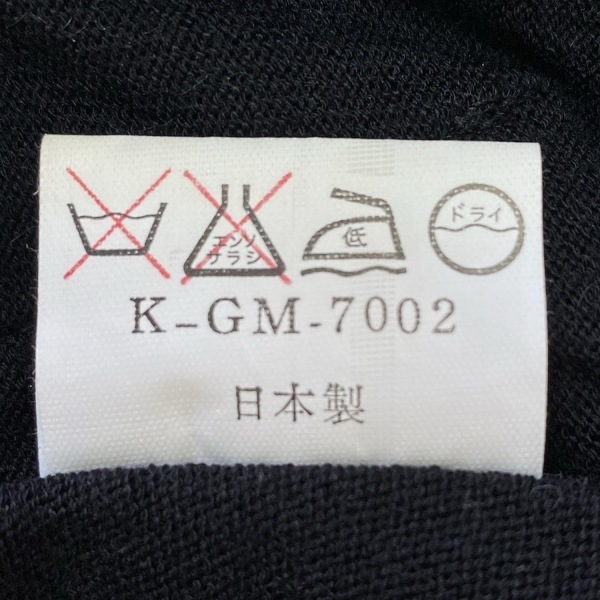 エンソ
サラシ
低
ドライ
K-GM-7002
日本製